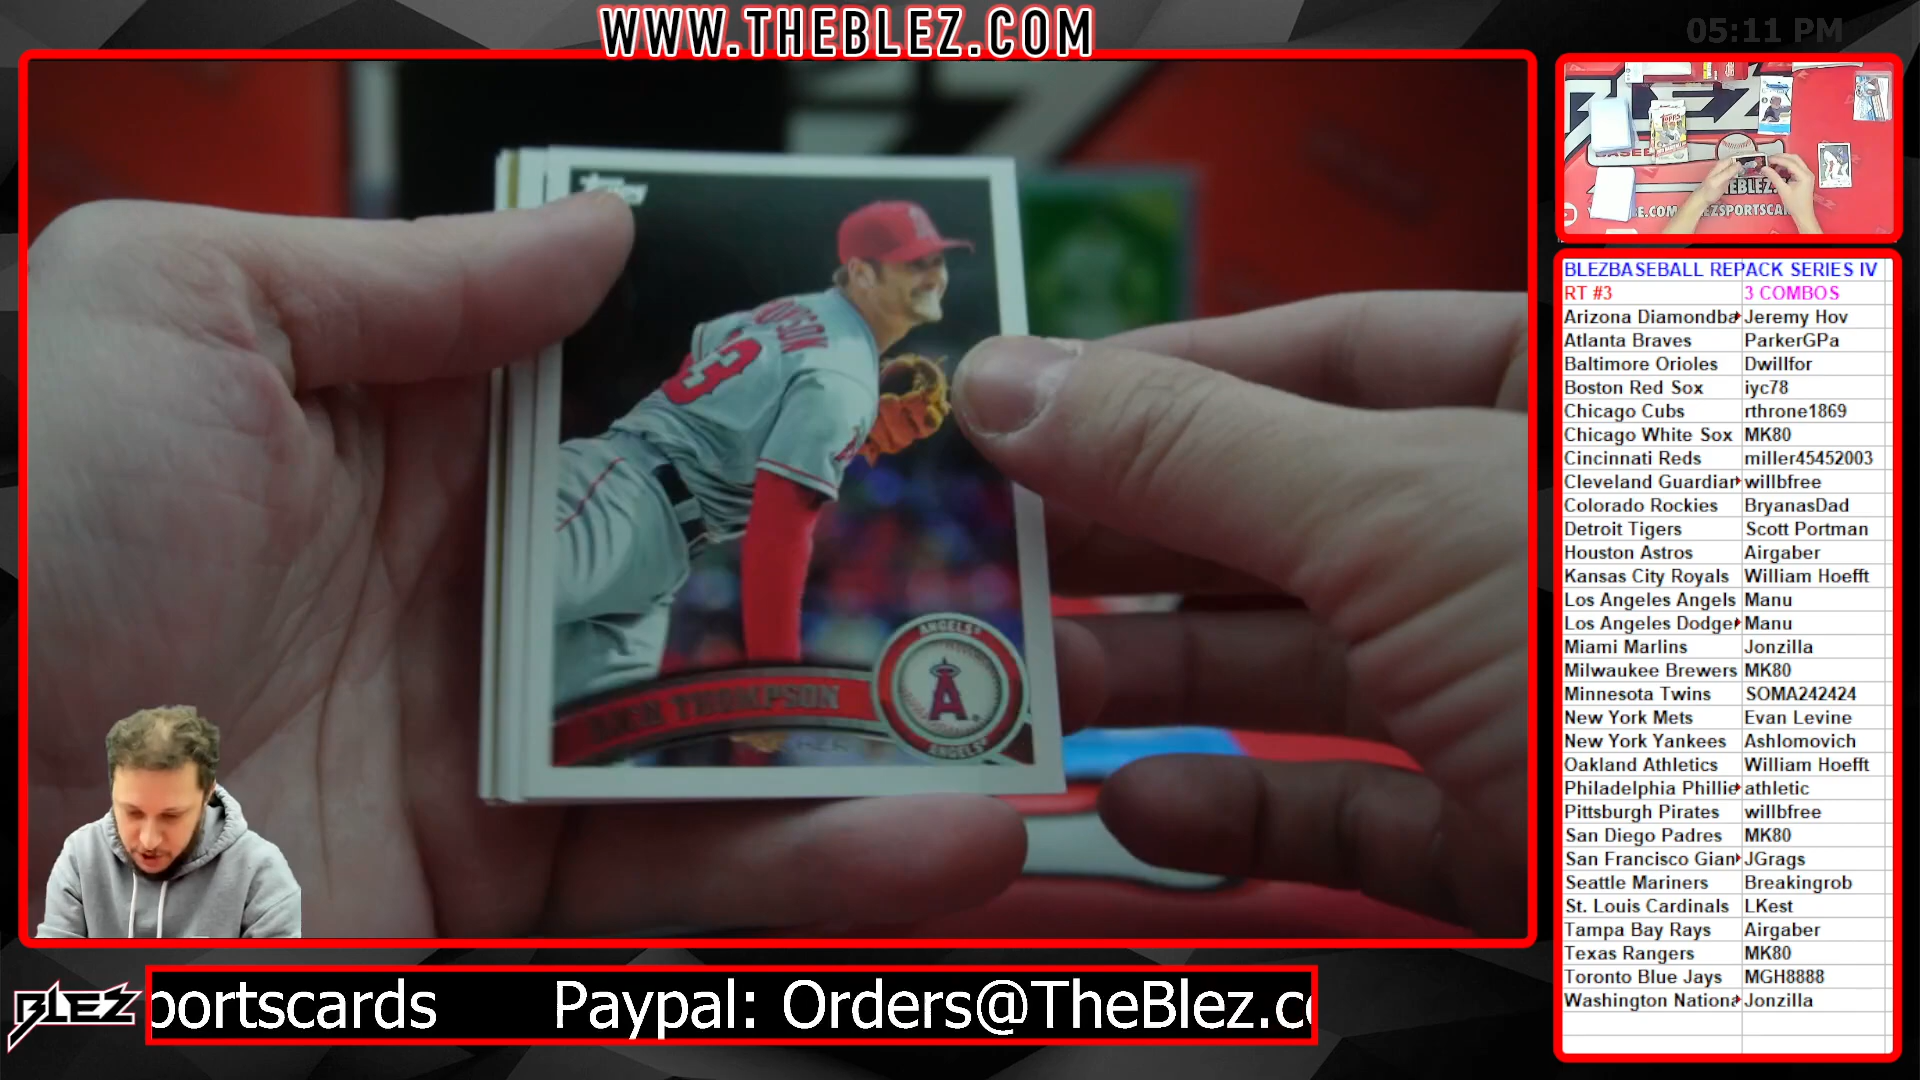 WWW.THEBLEZ.COM
05:11 PM
topps
THOMPSON
ANGELS
A
ANGELS
BLEZBASEBALL REPACK SERIES IV
RT #3 3 COMBOS
Arizona Diamondba Jeremy Hov
Atlanta Braves ParkerGPa
Baltimore Orioles Dwillfor
Boston Red Sox iyc78
Chicago Cubs rthrone1869
Chicago White Sox MK80
Cincinnati Reds miller45452003
Cleveland Guardian willbfree
Colorado Rockies BryanasDad
Detroit Tigers Scott Portman
Houston Astros Airgaber
Kansas City Royals William Hoefft
Los Angeles Angels Manu
Los Angeles Dodger Manu
Miami Marlins Jonzilla
Milwaukee Brewers MK80
Minnesota Twins SOMA242424
New York Mets Evan Levine
New York Yankees Ashlomovich
Oakland Athletics William Hoefft
Philadelphia Phillie athletic
Pittsburgh Pirates willbfree
San Diego Padres MK80
San Francisco Gian JGrags
Seattle Mariners Breakingrob
St. Louis Cardinals LKest
Tampa Bay Rays Airgaber
Texas Rangers MK80
Toronto Blue Jays MGH8888
Washington Nationa Jonzilla
BLEZ
portscards Paypal: Orders@TheBlez.co